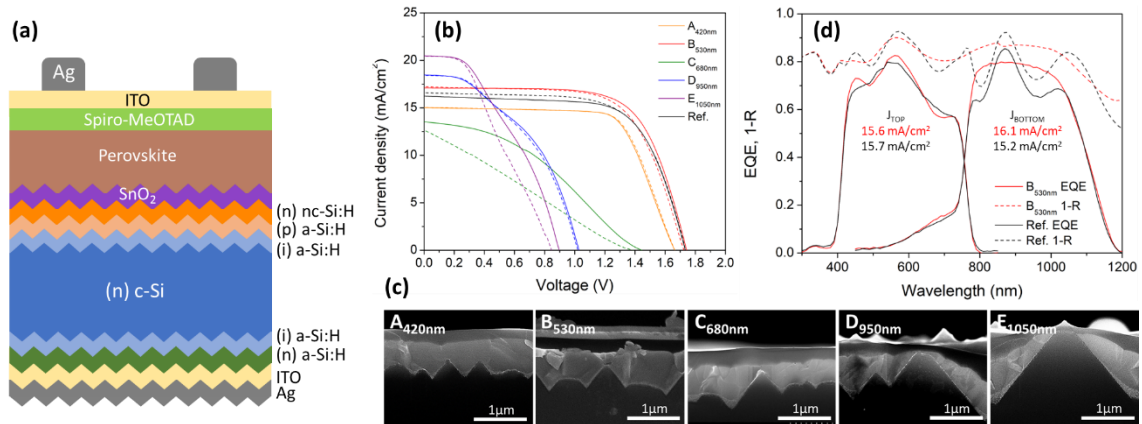 (a)
Ag
ITO
Spiro-MeOTAD
Perovskite
SnO₂
(n) nc-Si:H
(p) a-Si:H
(i) a-Si:H
(n) c-Si
(i) a-Si:H
(n) a-Si:H
ITO
Ag
(b)
Current density (mA/cm²)
25
20
15
10
5
0
0.0 0.2 0.4 0.6 0.8 1.0 1.2 1.4 1.6 1.8 2.0
Voltage (V)
A420nm
B530nm
C680nm
D950nm
E1050nm
Ref.
(d)
EQE, 1-R
1.0
0.8
0.6
0.4
0.2
0.0
400 600 800 1000 1200
Wavelength (nm)
JTOP
15.6 mA/cm²
15.7 mA/cm²
JBOTTOM
16.1 mA/cm²
15.2 mA/cm²
B530nm EQE
B530nm 1-R
Ref. EQE
Ref. 1-R
(c)
A420nm
1µm
B530nm
1µm
C680nm
1µm
D950nm
1µm
E1050nm
1µm